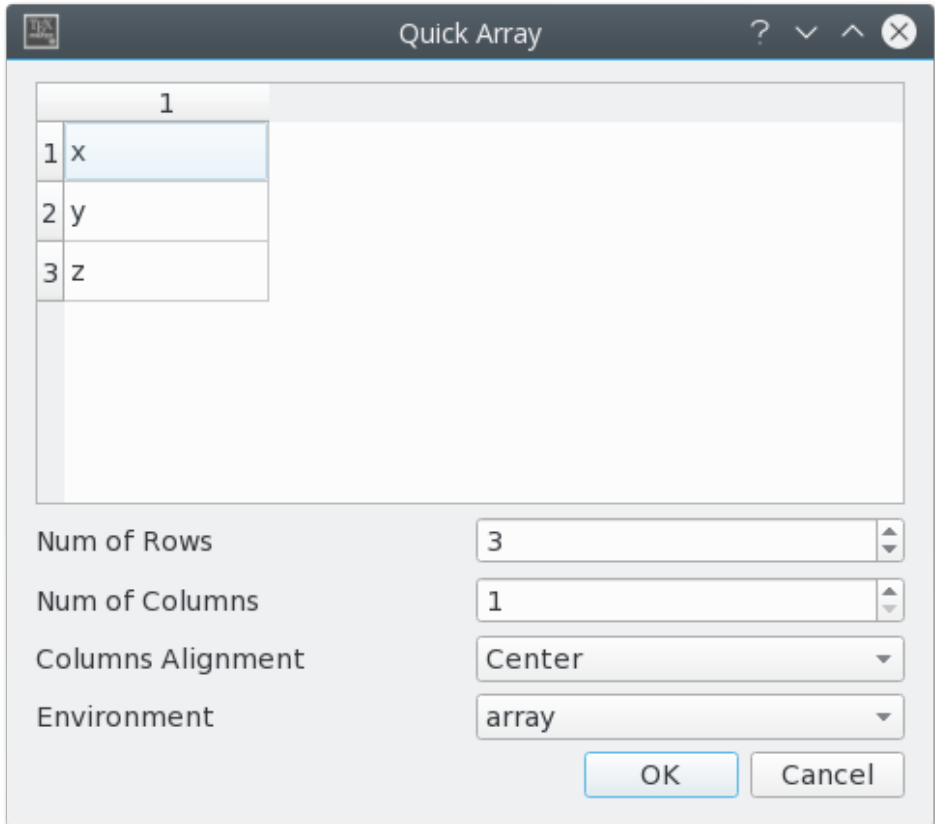 Quick Array ?
1
1 x
2 y
3 z
Num of Rows 3
Num of Columns 1
Columns Alignment Center
Environment array
OK Cancel